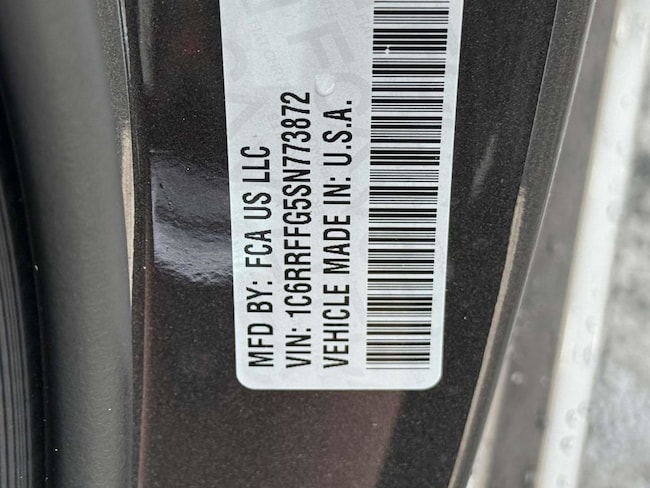 MFD BY: FCA US LLC
VIN: 1C6RRFFG5SN773872
VEHICLE MADE IN: U.S.A.